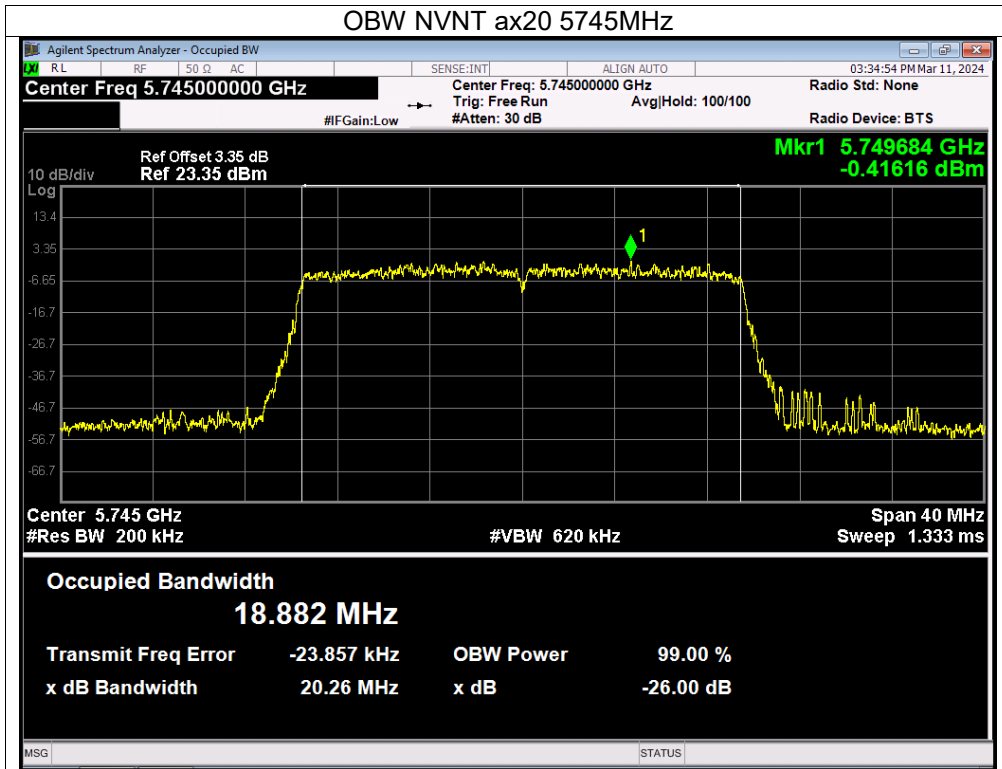 OBW NVNT ax20 5745MHz
Agilent Spectrum Analyzer - Occupied BW
LXI RL RF 50 Ω AC SENSE:INT ALIGN AUTO 03:34:54 PM Mar 11, 2024
Center Freq 5.745000000 GHz Center Freq: 5.745000000 GHz Radio Std: None
Trig: Free Run Avg|Hold: 100/100
#IFGain:Low #Atten: 30 dB Radio Device: BTS
Mkr1 5.749684 GHz
-0.41616 dBm
Ref Offset 3.35 dB
10 dB/div Ref 23.35 dBm
Log
13.4
3.35
-6.65
-16.7
-26.7
-36.7
-46.7
-56.7
-66.7
1
Center 5.745 GHz Span 40 MHz
#Res BW 200 kHz #VBW 620 kHz Sweep 1.333 ms
Occupied Bandwidth
18.882 MHz
Transmit Freq Error -23.857 kHz OBW Power 99.00 %
x dB Bandwidth 20.26 MHz x dB -26.00 dB
MSG STATUS